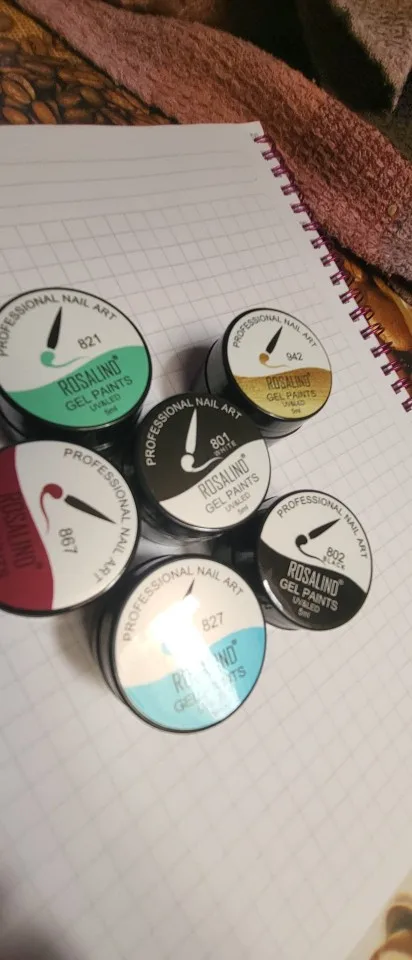 PROFESSIONAL NAIL ART
821
ROSALIND®
GEL PAINTS
UV&LED
5ml
PROFESSIONAL NAIL ART
942
ROSALIND®
GEL PAINTS
UV&LED
5ml
PROFESSIONAL NAIL ART
801
WHITE
ROSALIND®
GEL PAINTS
UV&LED
5ml
PROFESSIONAL NAIL ART
867
ROSALIND®
PROFESSIONAL NAIL ART
802
BLACK
ROSALIND®
GEL PAINTS
UV&LED
5ml
PROFESSIONAL NAIL ART
827
ROSALIND®
GEL PAINTS